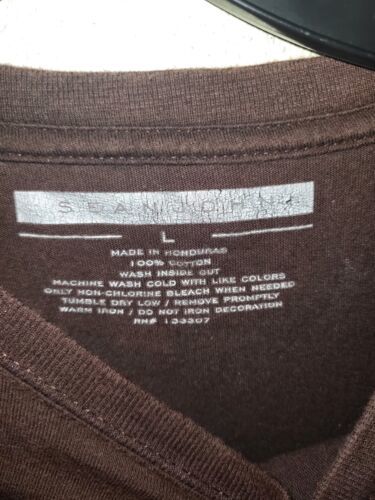 SEAN JOHN
L
MADE IN HONDURAS
100% COTTON
WASH INSIDE OUT
MACHINE WASH COLD WITH LIKE COLORS
ONLY NON-CHLORINE BLEACH WHEN NEEDED
TUMBLE DRY LOW / REMOVE PROMPTLY
WARM IRON / DO NOT IRON DECORATION
RN# 133307